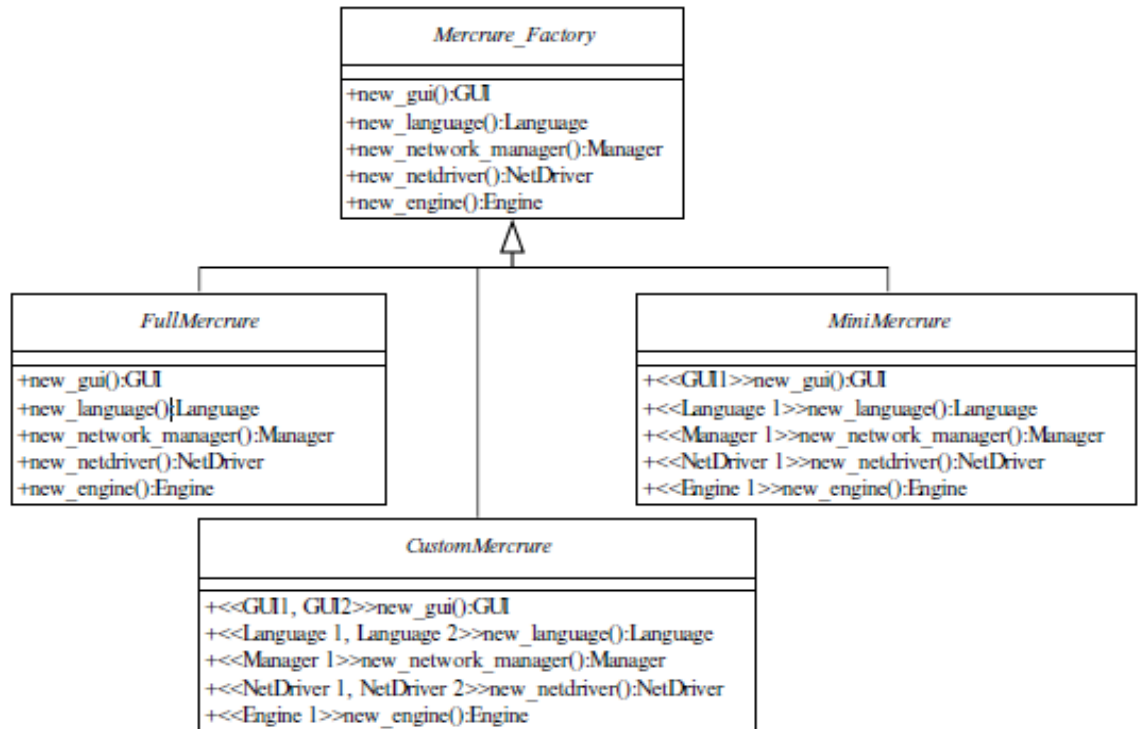 Mercrure_Factory
+new_gui():GUI
+new_language():Language
+new_network_manager():Manager
+new_netdriver():NetDriver
+new_engine():Engine
FullMercrure
+new_gui():GUI
+new_language():Language
+new_network_manager():Manager
+new_netdriver():NetDriver
+new_engine():Engine
MiniMercrure
+<<GUI1>>new_gui():GUI
+<<Language 1>>new_language():Language
+<<Manager 1>>new_network_manager():Manager
+<<NetDriver 1>>new_netdriver():NetDriver
+<<Engine 1>>new_engine():Engine
CustomMercrure
+<<GUI1, GUI2>>new_gui():GUI
+<<Language 1, Language 2>>new_language():Language
+<<Manager 1>>new_network_manager():Manager
+<<NetDriver 1, NetDriver 2>>new_netdriver():NetDriver
+<<Engine 1>>new_engine():Engine